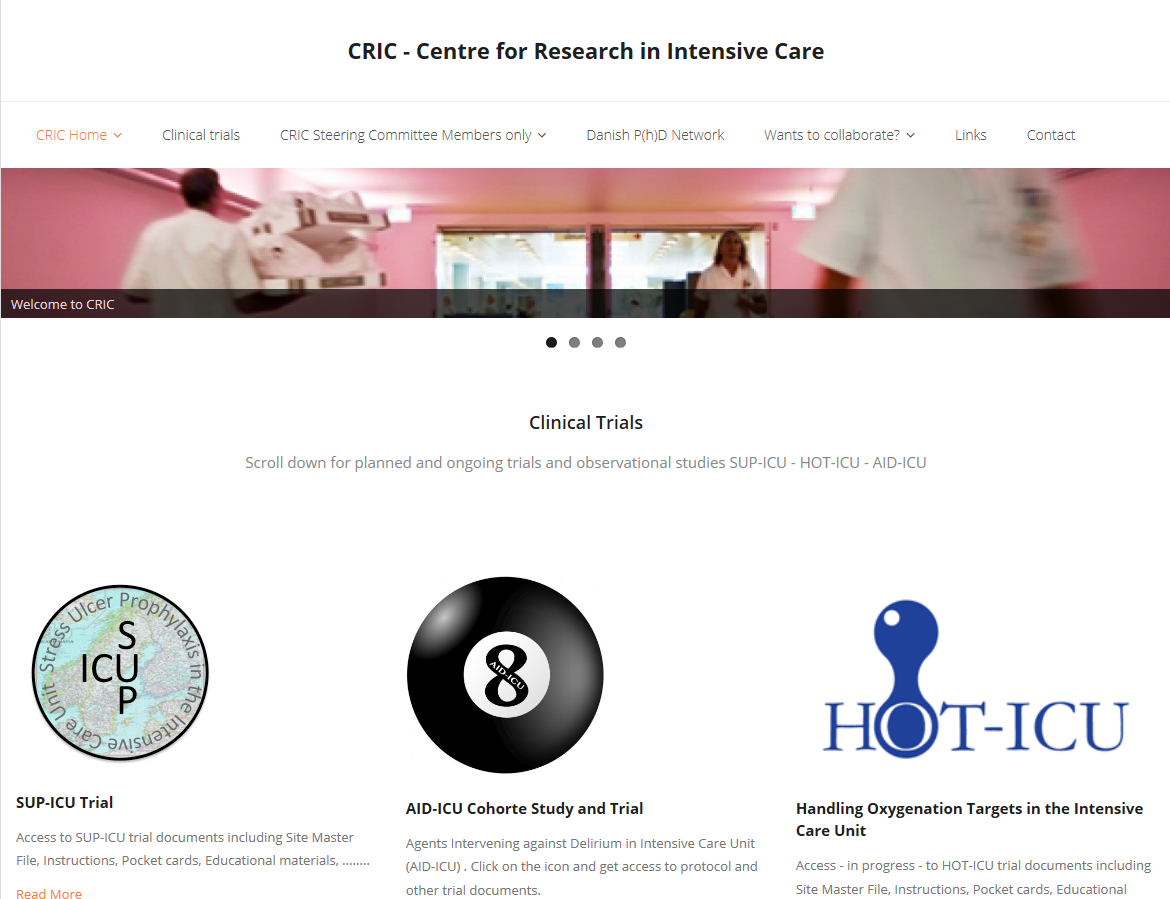 CRIC - Centre for Research in Intensive Care
CRIC Home
Clinical trials
CRIC Steering Committee Members only
Danish P(h)D Network
Wants to collaborate?
Links
Contact
Welcome to CRIC
Clinical Trials
Scroll down for planned and ongoing trials and observational studies SUP-ICU - HOT-ICU - AID-ICU
Stress Ulcer Prophylaxis in the Intensive Care Unit
S
ICU
P
SUP-ICU Trial
Access to SUP-ICU trial documents including Site Master
File, Instructions, Pocket cards, Educational materials, ........
Read More
8
AID-ICU
AID-ICU Cohorte Study and Trial
Agents Intervening against Delirium in Intensive Care Unit
(AID-ICU) . Click on the icon and get access to protocol and
other trial documents.
HOT-ICU
Handling Oxygenation Targets in the Intensive
Care Unit
Access - in progress - to HOT-ICU trial documents including
Site Master File, Instructions, Pocket cards, Educational